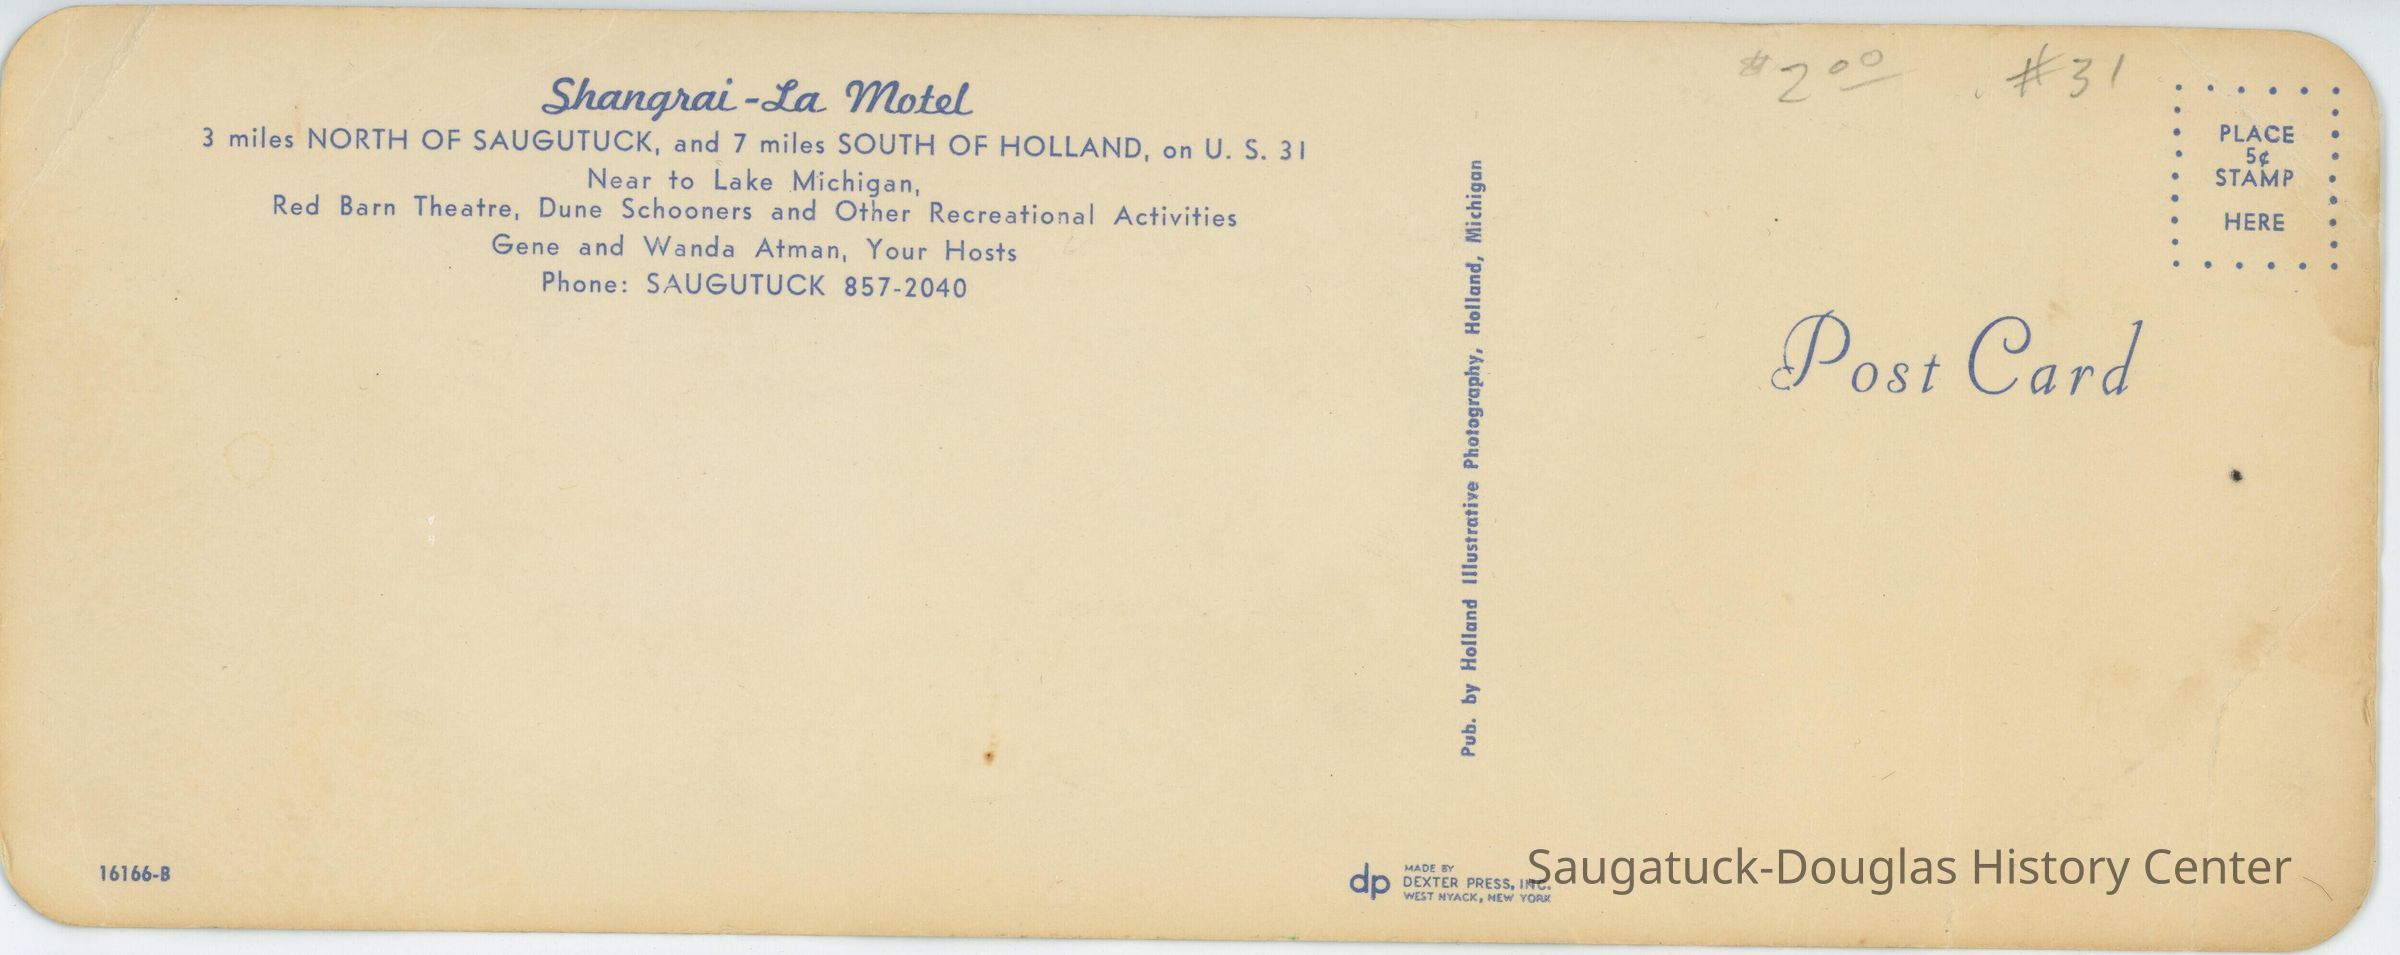 Shangrai-La Motel
3 miles NORTH OF SAUGUTUCK, and 7 miles SOUTH OF HOLLAND, on U. S. 31
Near to Lake Michigan,
Red Barn Theatre, Dune Schooners and Other Recreational Activities
Gene and Wanda Atman, Your Hosts
Phone: SAUGUTUCK 857-2040
16166-B
Pub. by Holland Illustrative Photography, Holland, Michigan
dp
MADE BY
DEXTER PRESS, INC.
WEST NYACK, NEW YORK
$2.00 #31
PLACE
5¢
STAMP
HERE
Post Card
Saugatuck-Douglas History Center